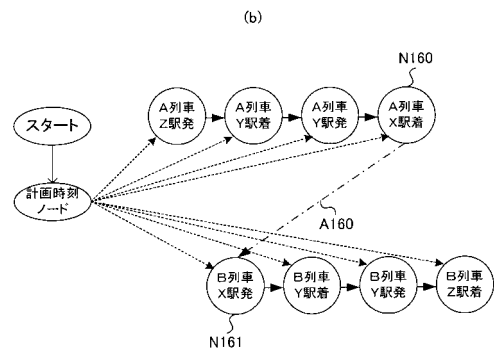 (b)
N160
A列車
Z駅発
A列車
Y駅着
A列車
Y駅発
A列車
X駅着
スタート
計画時刻
ノード
A160
B列車
X駅発
B列車
Y駅着
B列車
Y駅発
B列車
Z駅着
N161